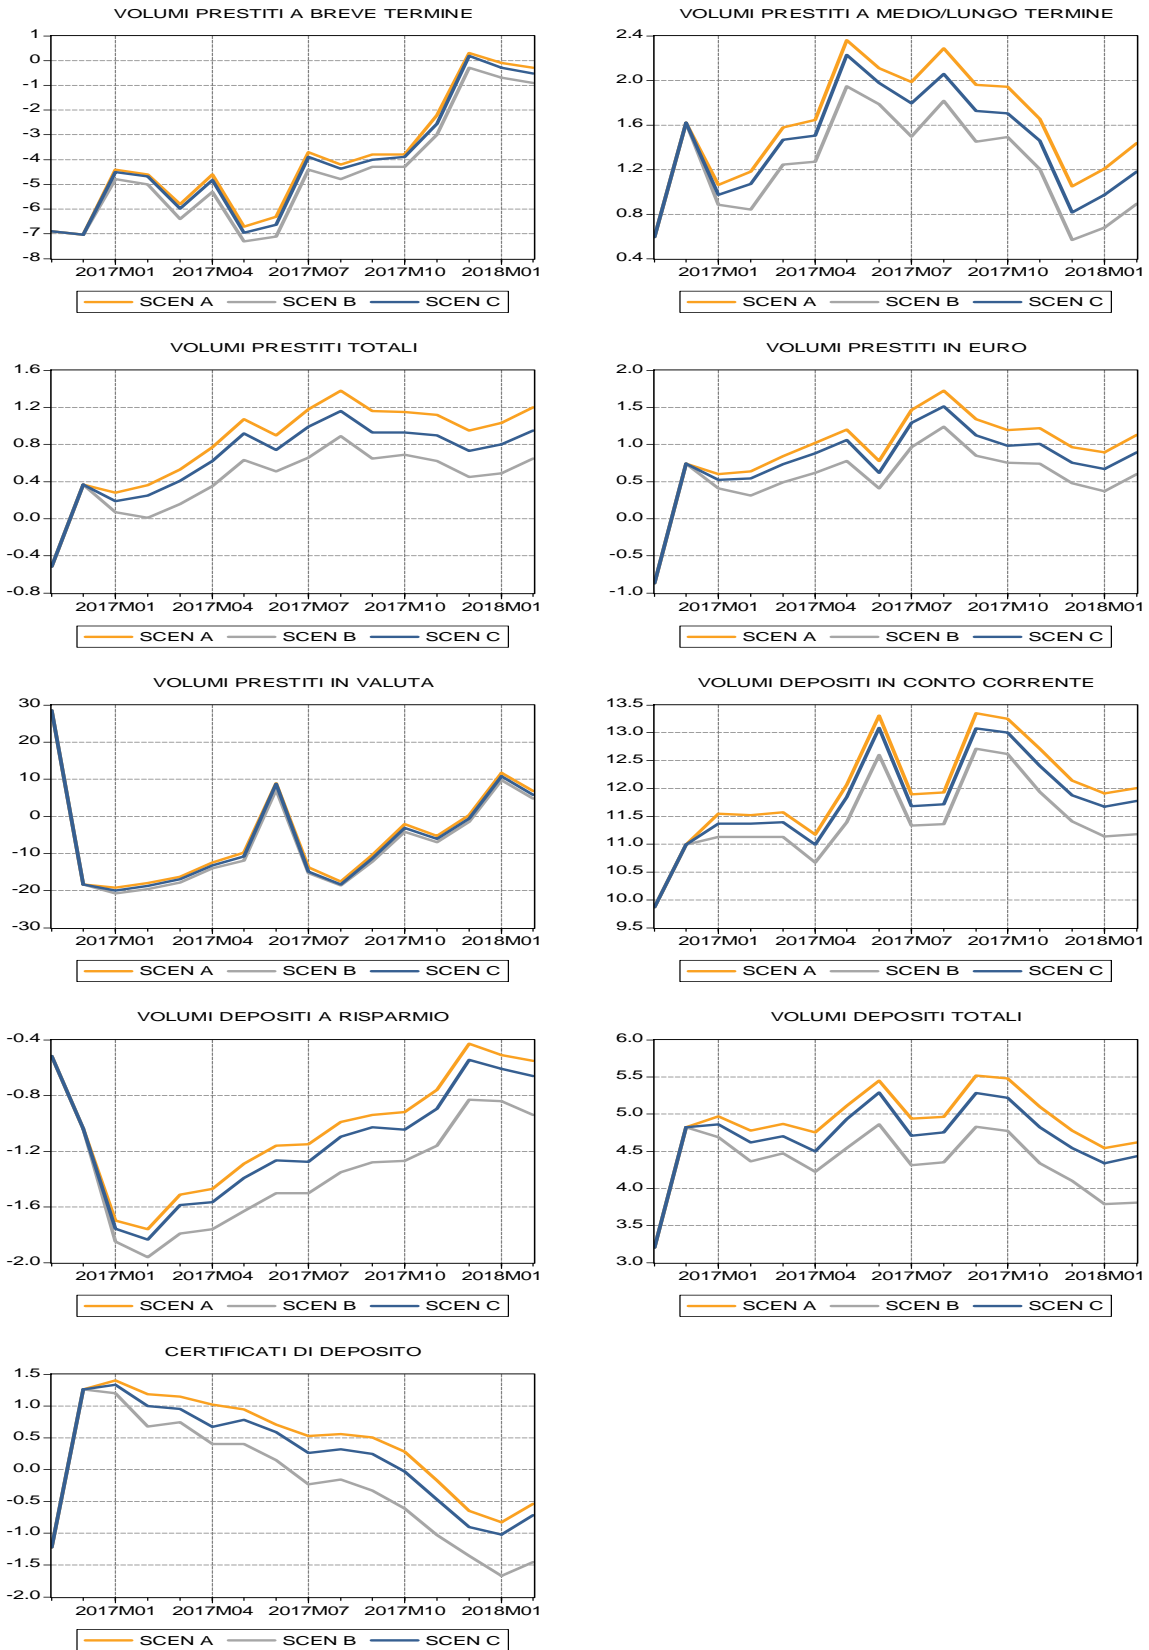 VOLUMI PRESTITI A BREVE TERMINE
1
0
-1
-2
-3
-4
-5
-6
-7
-8
2017M01 2017M04 2017M07 2017M10 2018M01
SCEN A SCEN B SCEN C
VOLUMI PRESTITI A MEDIO/LUNGO TERMINE
2.4
2.0
1.6
1.2
0.8
0.4
2017M01 2017M04 2017M07 2017M10 2018M01
SCEN A SCEN B SCEN C
VOLUMI PRESTITI TOTALI
1.6
1.2
0.8
0.4
0.0
-0.4
-0.8
2017M01 2017M04 2017M07 2017M10 2018M01
SCEN A SCEN B SCEN C
VOLUMI PRESTITI IN EURO
2.0
1.5
1.0
0.5
0.0
-0.5
-1.0
2017M01 2017M04 2017M07 2017M10 2018M01
SCEN A SCEN B SCEN C
VOLUMI PRESTITI IN VALUTA
30
20
10
0
-10
-20
-30
2017M01 2017M04 2017M07 2017M10 2018M01
SCEN A SCEN B SCEN C
VOLUMI DEPOSITI IN CONTO CORRENTE
13.5
13.0
12.5
12.0
11.5
11.0
10.5
10.0
9.5
2017M01 2017M04 2017M07 2017M10 2018M01
SCEN A SCEN B SCEN C
VOLUMI DEPOSITI A RISPARMIO
-0.4
-0.8
-1.2
-1.6
-2.0
2017M01 2017M04 2017M07 2017M10 2018M01
SCEN A SCEN B SCEN C
VOLUMI DEPOSITI TOTALI
6.0
5.5
5.0
4.5
4.0
3.5
3.0
2017M01 2017M04 2017M07 2017M10 2018M01
SCEN A SCEN B SCEN C
CERTIFICATI DI DEPOSITO
1.5
1.0
0.5
0.0
-0.5
-1.0
-1.5
-2.0
2017M01 2017M04 2017M07 2017M10 2018M01
SCEN A SCEN B SCEN C